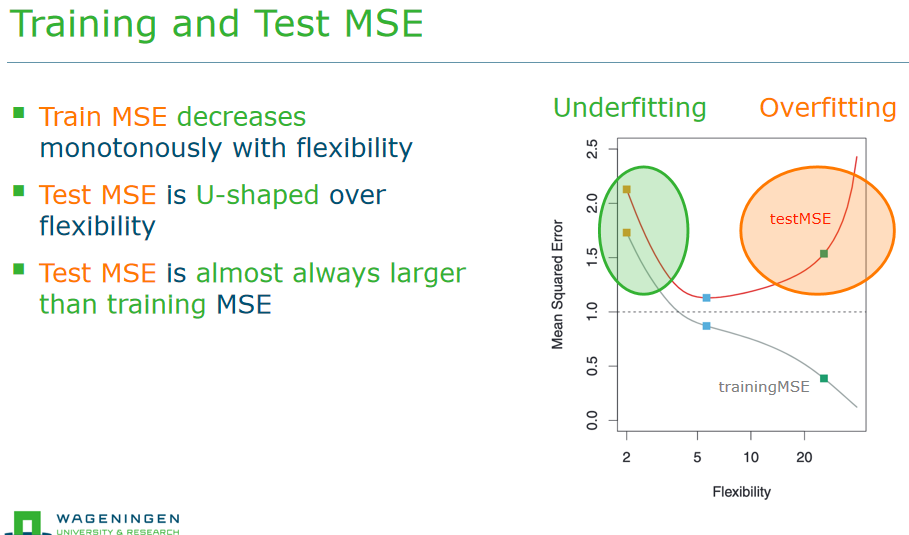 Training and Test MSE
Train MSE decreases
monotonously with flexibility
Test MSE is U-shaped over
flexibility
Test MSE is almost always larger
than training MSE
Underfitting
Overfitting
Mean Squared Error
2.5
2.0
1.5
1.0
0.5
0.0
testMSE
trainingMSE
2 5 10 20
Flexibility
WAGENINGEN
UNIVERSITY & RESEARCH